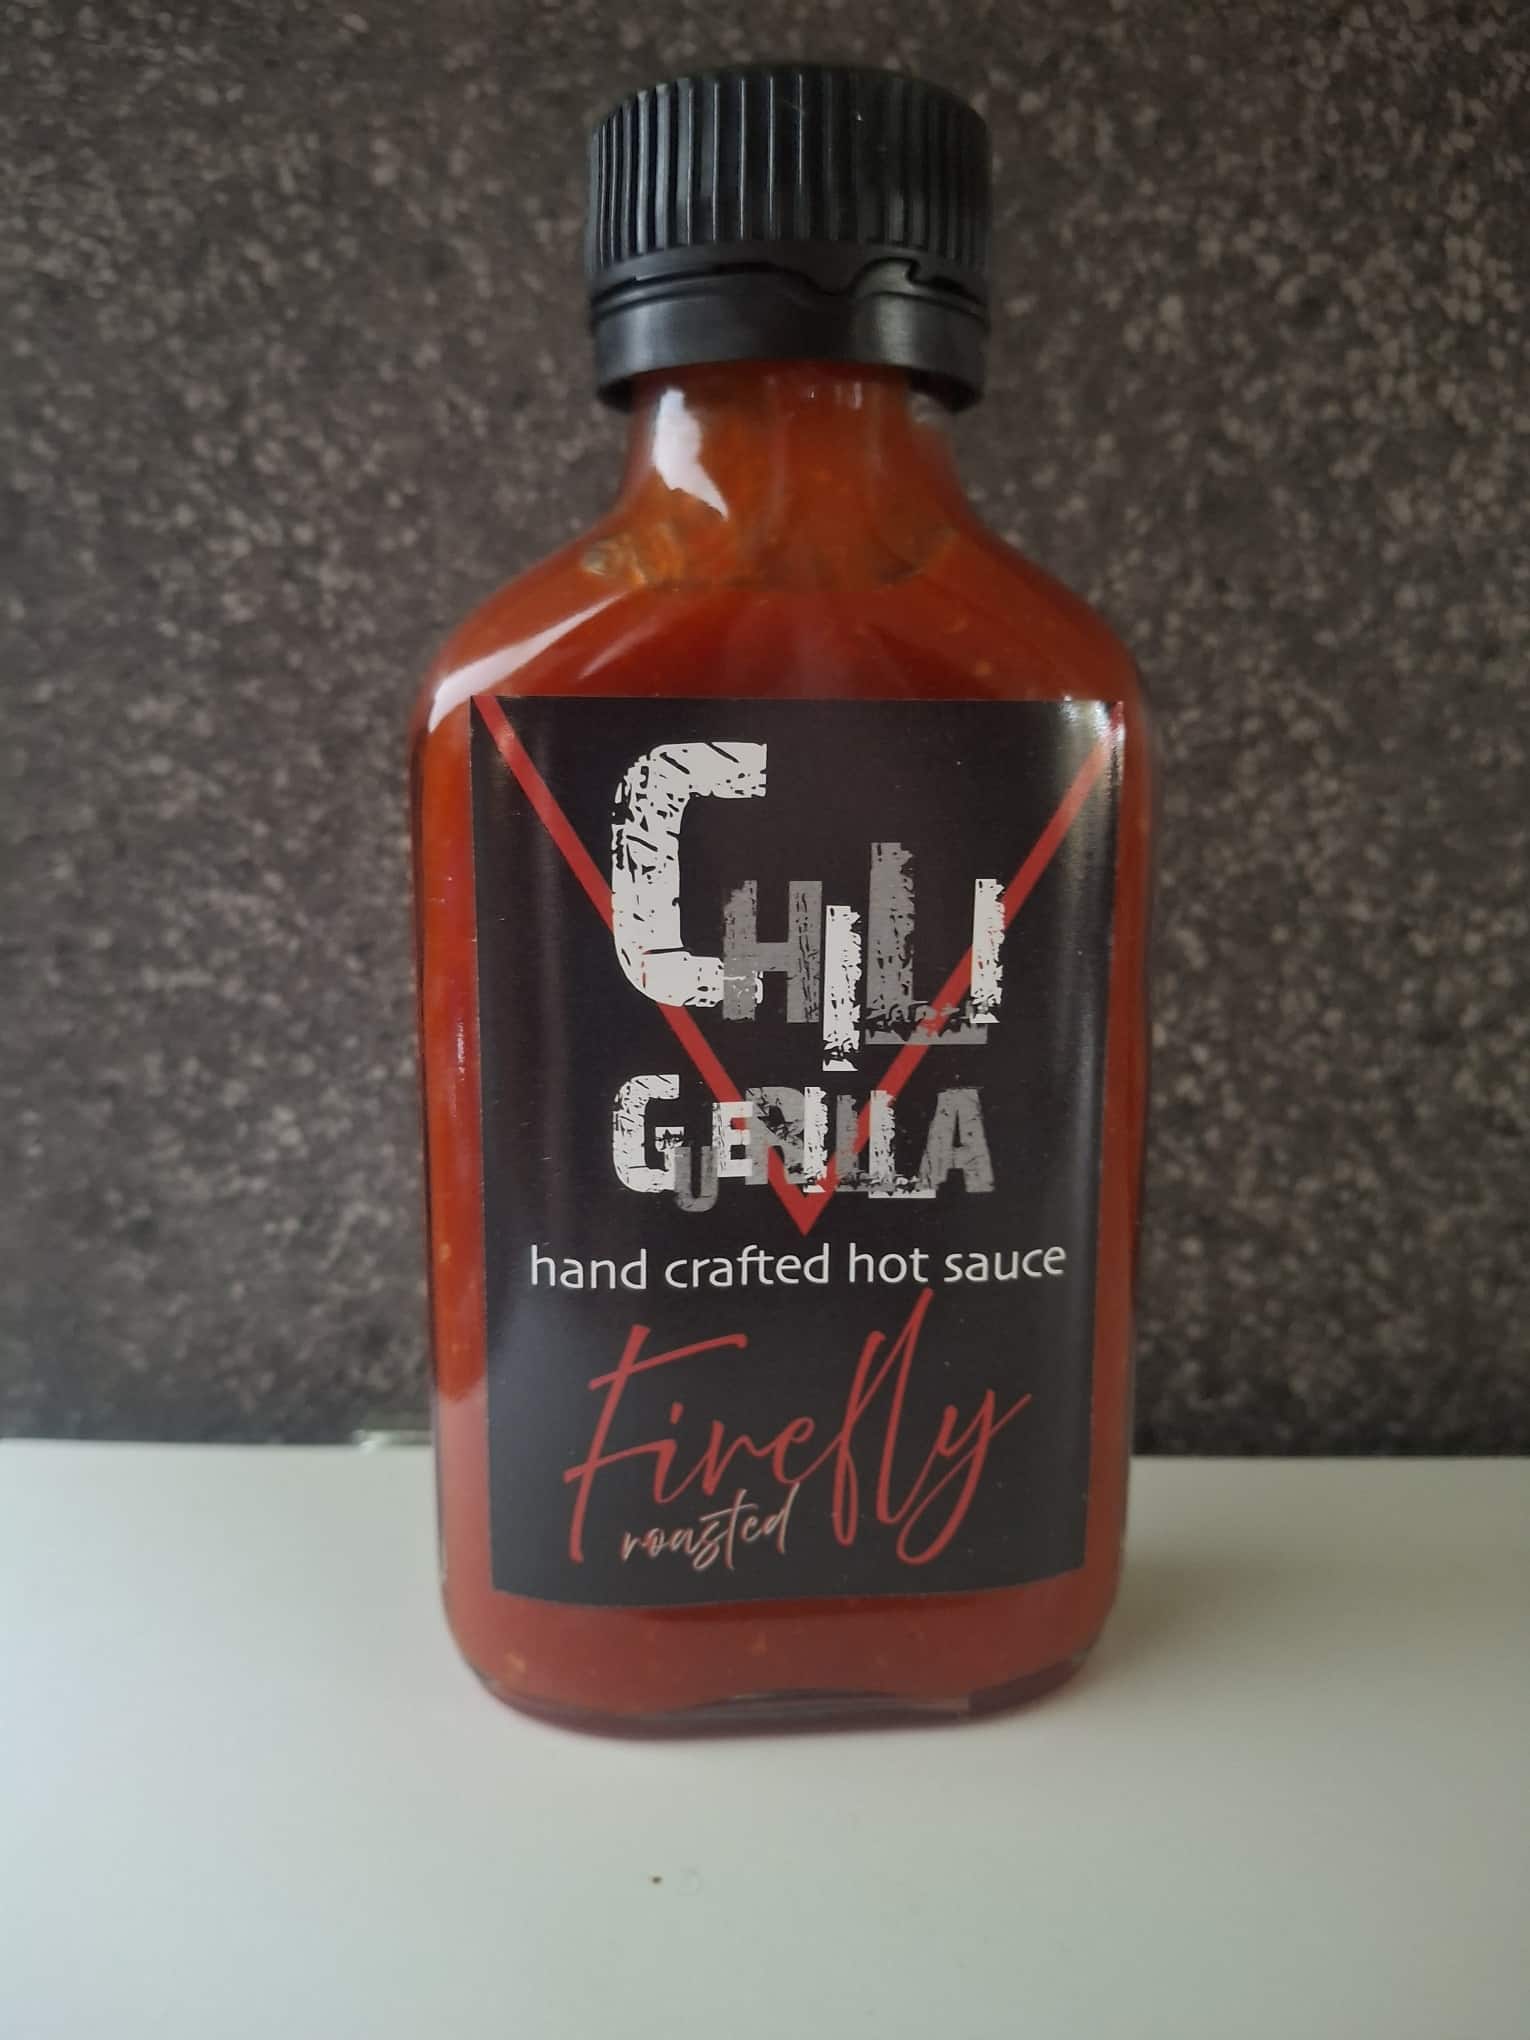 CHILI
GUERILLA
hand crafted hot sauce
Firefly
roasted